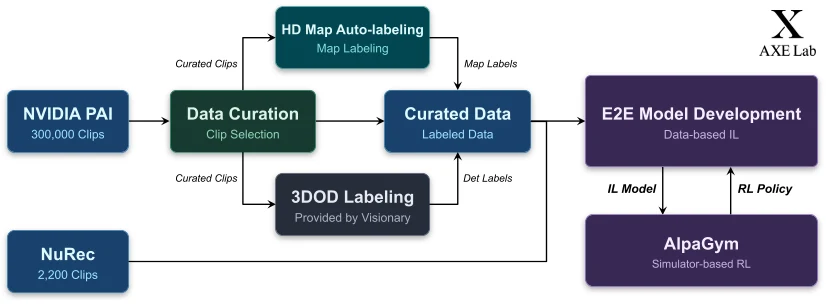 HD Map Auto-labeling
Map Labeling
X
AXE Lab
Curated Clips
Map Labels
NVIDIA PAI
300,000 Clips
Data Curation
Clip Selection
Curated Data
Labeled Data
E2E Model Development
Data-based IL
Curated Clips
Det Labels
3DOD Labeling
Provided by Visionary
IL Model
RL Policy
NuRec
2,200 Clips
AlpaGym
Simulator-based RL